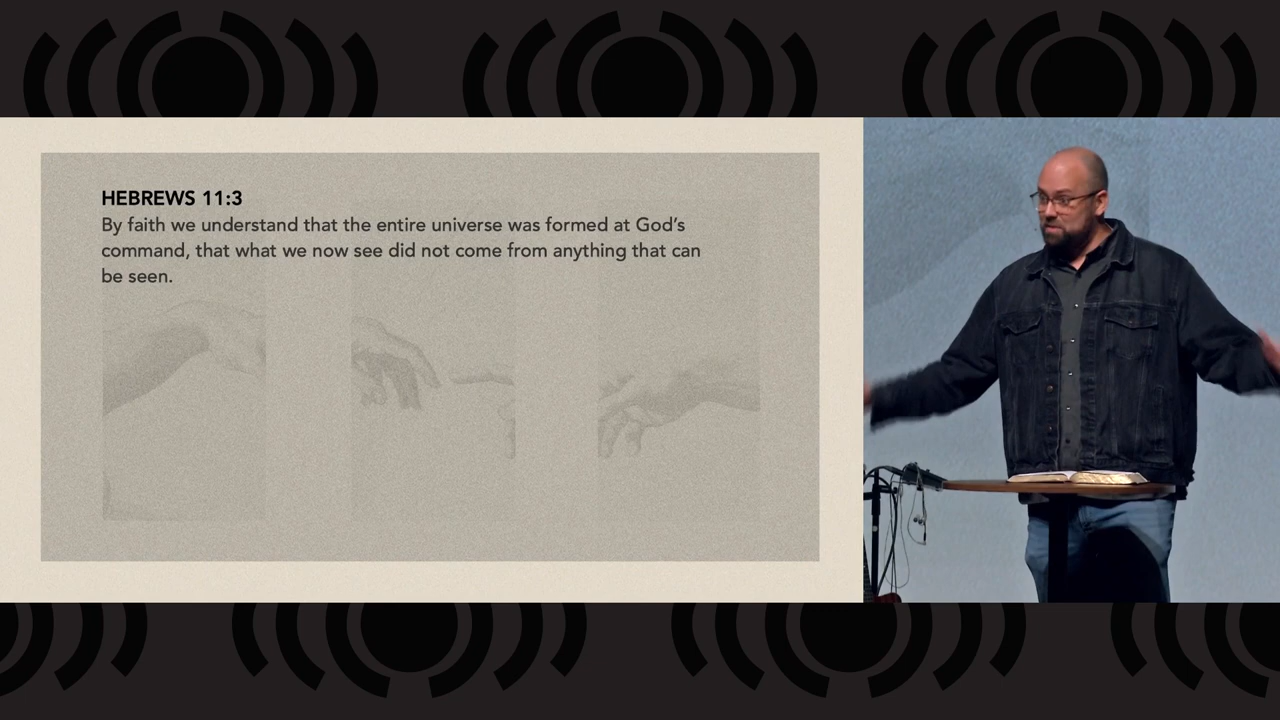 HEBREWS 11:3
By faith we understand that the entire universe was formed at God’s
command, that what we now see did not come from anything that can
be seen.